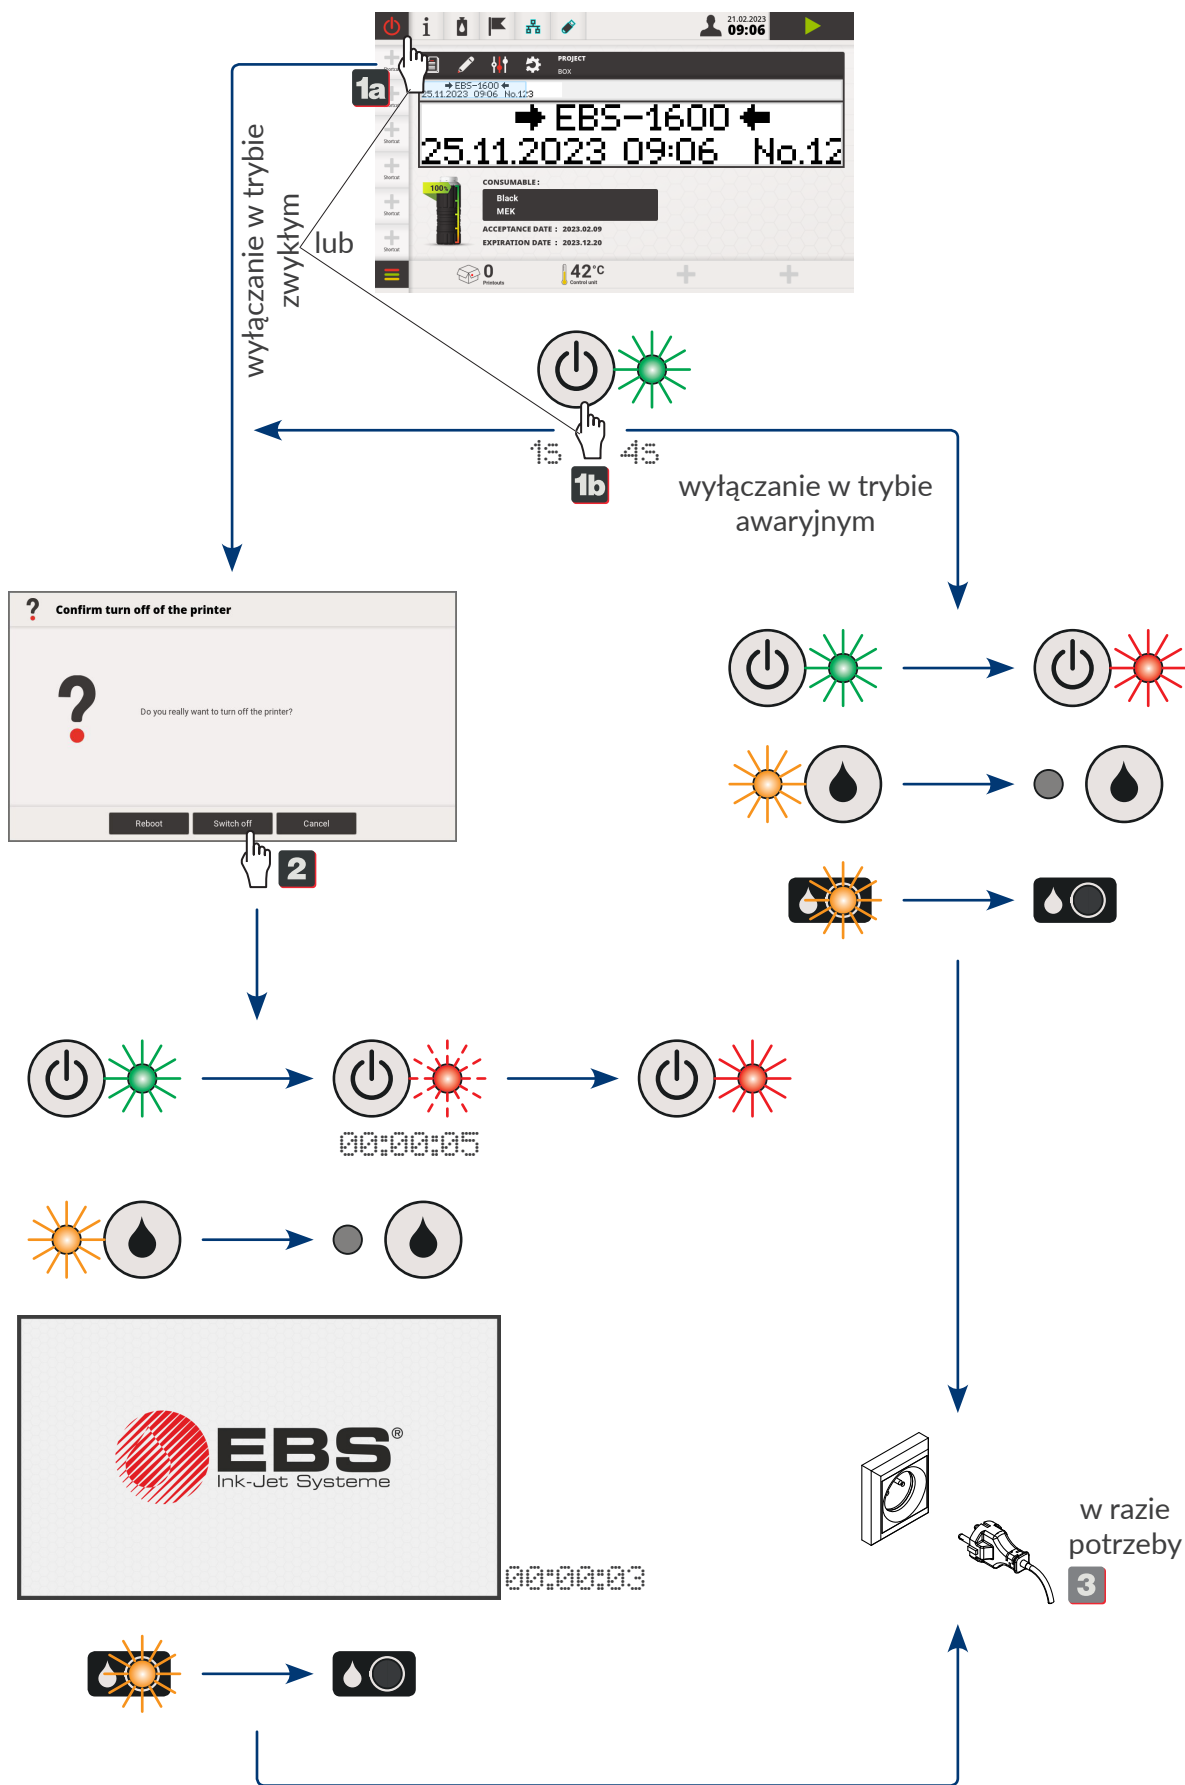 21.02.2023
09:06
PROJECT
BOX
1a
➔ EBS-1600 ←
25.11.2023 09:06 No.123
➔ EBS-1600 ←
25.11.2023 09:06 No.12
Shortcut
Shortcut
Shortcut
Shortcut
100%
CONSUMABLE :
Black
MEK
ACCEPTANCE DATE : 2023.02.09
EXPIRATION DATE : 2023.12.20
0
Printouts
42°C
Control unit
wyłączanie w trybie
zwykłym
lub
1s
4s
1b
wyłączanie w trybie
awaryjnym
? Confirm turn off of the printer
?
Do you really want to turn off the printer?
Reboot
Switch off
Cancel
2
00:00:05
EBS®
Ink-Jet Systeme
00:00:03
w razie
potrzeby
3